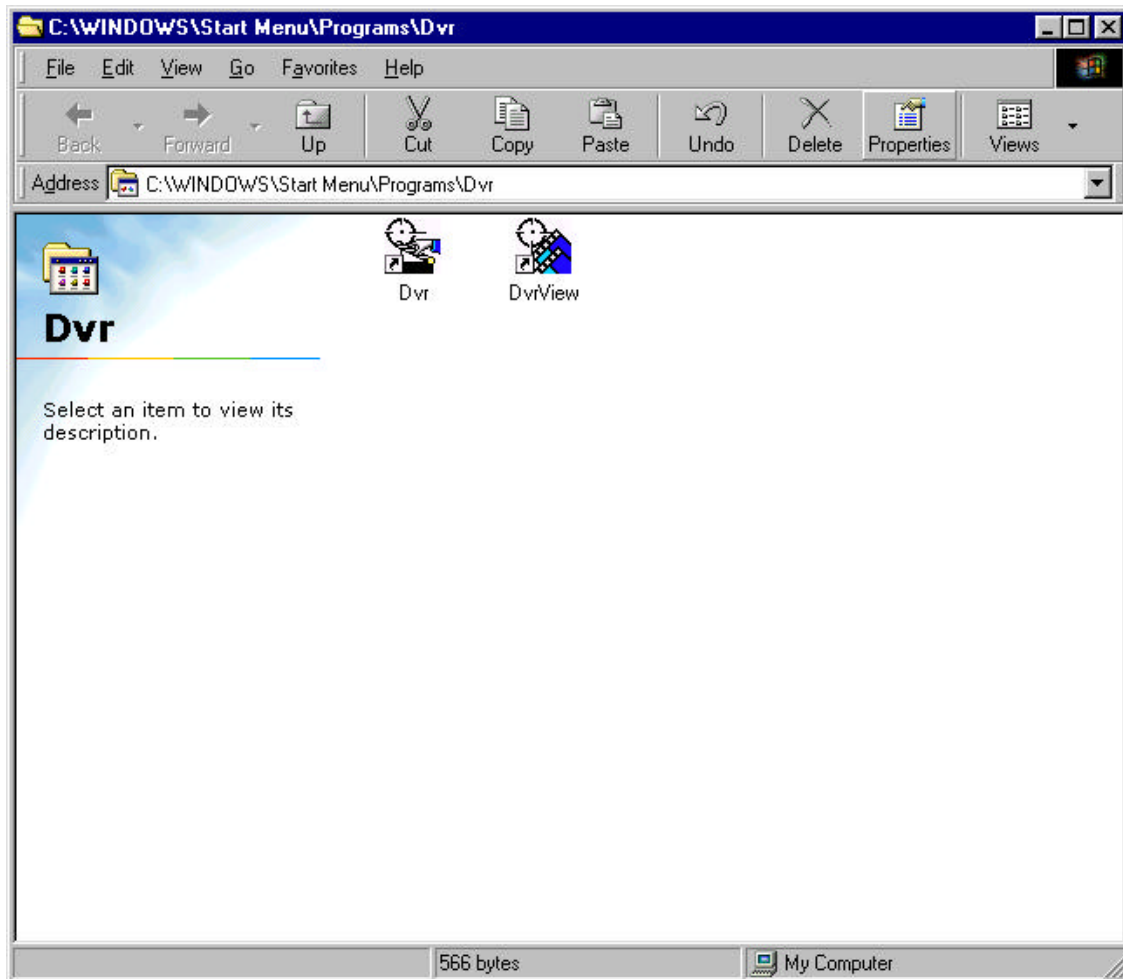 C:\WINDOWS\Start Menu\Programs\Dvr
File Edit View Go Favorites Help
Back Forward Up Cut Copy Paste Undo Delete Properties Views
Address C:\WINDOWS\Start Menu\Programs\Dvr
Dvr DvrView
Dvr
Select an item to view its
description.
566 bytes My Computer